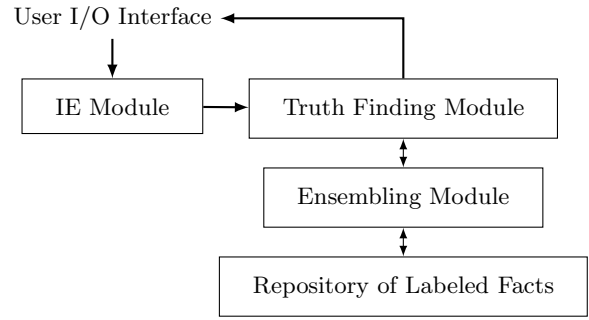 User I/O Interface
IE Module
Truth Finding Module
Ensembling Module
Repository of Labeled Facts